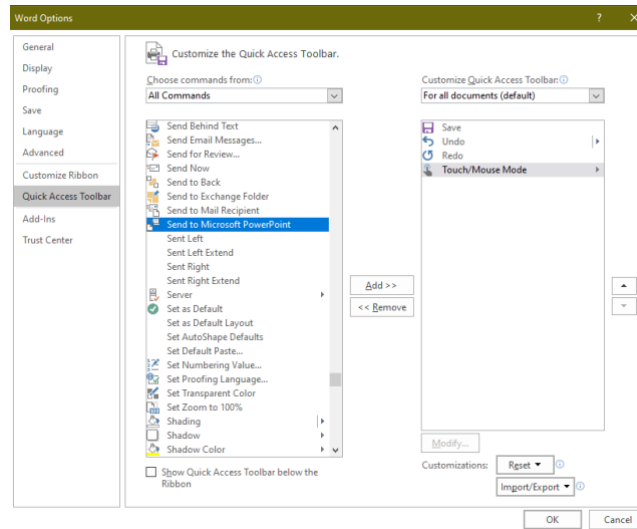 Word Options
?
General
Display
Proofing
Save
Language
Advanced
Customize Ribbon
Quick Access Toolbar
Add-Ins
Trust Center
Customize the Quick Access Toolbar.
Choose commands from:
All Commands
Send Behind Text
Send Email Messages...
Send for Review...
Send Now
Send to Back
Send to Exchange Folder
Send to Mail Recipient
Send to Microsoft PowerPoint
Sent Left
Sent Left Extend
Sent Right
Sent Right Extend
Server
Set as Default
Set as Default Layout
Set AutoShape Defaults
Set Default Paste...
Set Numbering Value...
Set Proofing Language...
Set Transparent Color
Set Zoom to 100%
Shading
Shadow
Shadow Color
Show Quick Access Toolbar below the
Ribbon
Add >>
<< Remove
Customize Quick Access Toolbar:
For all documents (default)
Save
Undo
Redo
Touch/Mouse Mode
Modify...
Customizations:
Reset
Import/Export
OK
Cancel